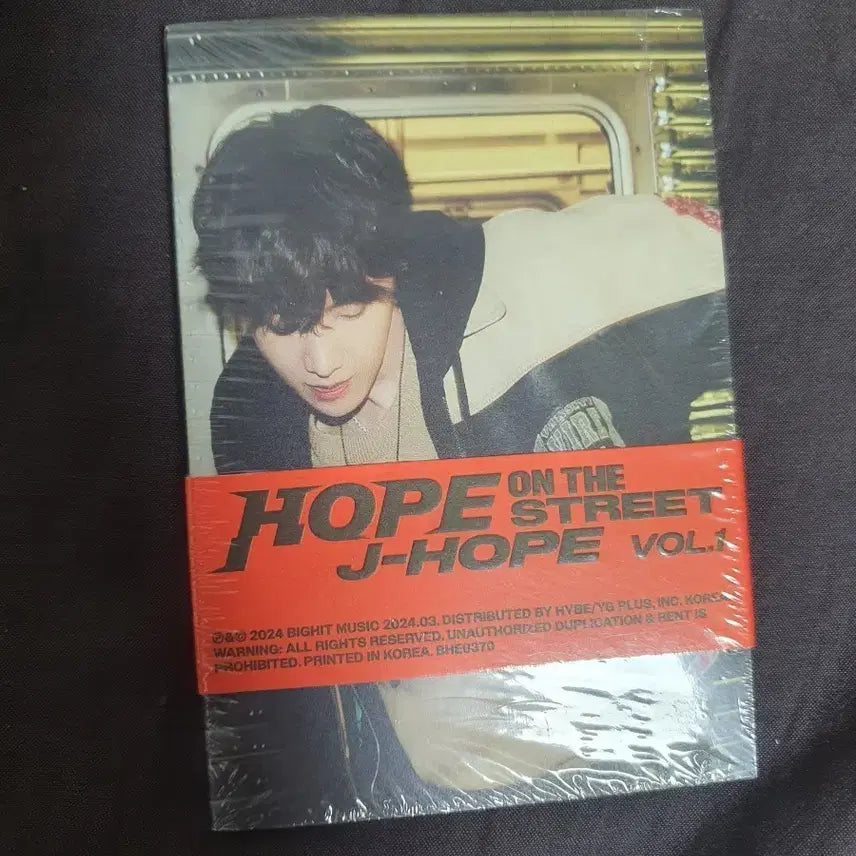 HOPE ON THE STREET
J-HOPE VOL.1
℗&© 2024 BIGHIT MUSIC 2024.03. DISTRIBUTED BY HYBE/YG PLUS, INC. KOREA
WARNING: ALL RIGHTS RESERVED. UNAUTHORIZED DUPLICATION & RENT IS
PROHIBITED. PRINTED IN KOREA. BHE0370